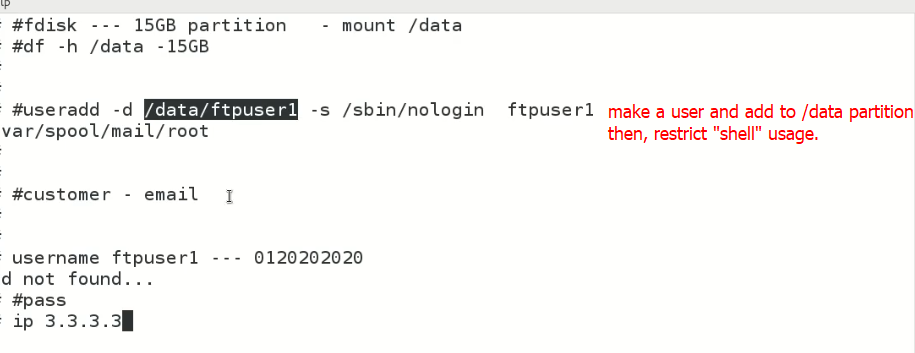 # #fdisk --- 15GB partition   - mount /data
# #df -h /data -15GB
#
#
# #useradd -d /data/ftpuser1 -s /sbin/nologin  ftpuser1
make a user and add to /data partition
then, restrict "shell" usage.
var/spool/mail/root
#
#
# #customer - email
#
#
# username ftpuser1 --- 0120202020
d not found...
# #pass
# ip 3.3.3.3